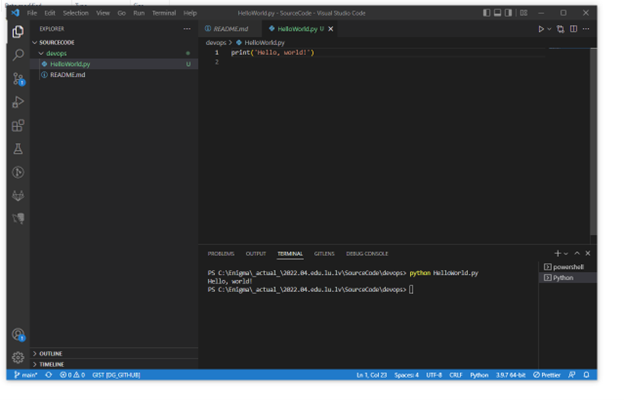 File Edit Selection View Go Run Terminal Help
HelloWorld.py - SourceCode - Visual Studio Code
EXPLORER
SOURCECODE
devops
HelloWorld.py U
README.md
README.md HelloWorld.py U
devops > HelloWorld.py
1 print('Hello, world!')
2
PROBLEMS OUTPUT TERMINAL GITLENS DEBUG CONSOLE
PS C:\Enigma\_actual_\2022.04.edu.lu.lv\SourceCode\devops> python HelloWorld.py
Hello, world!
PS C:\Enigma\_actual_\2022.04.edu.lu.lv\SourceCode\devops>
powershell
Python
OUTLINE
TIMELINE
main* 0 0 GIST [DG_GITHUB] Ln 1, Col 23 Spaces: 4 UTF-8 CRLF Python 3.9.7 64-bit Prettier